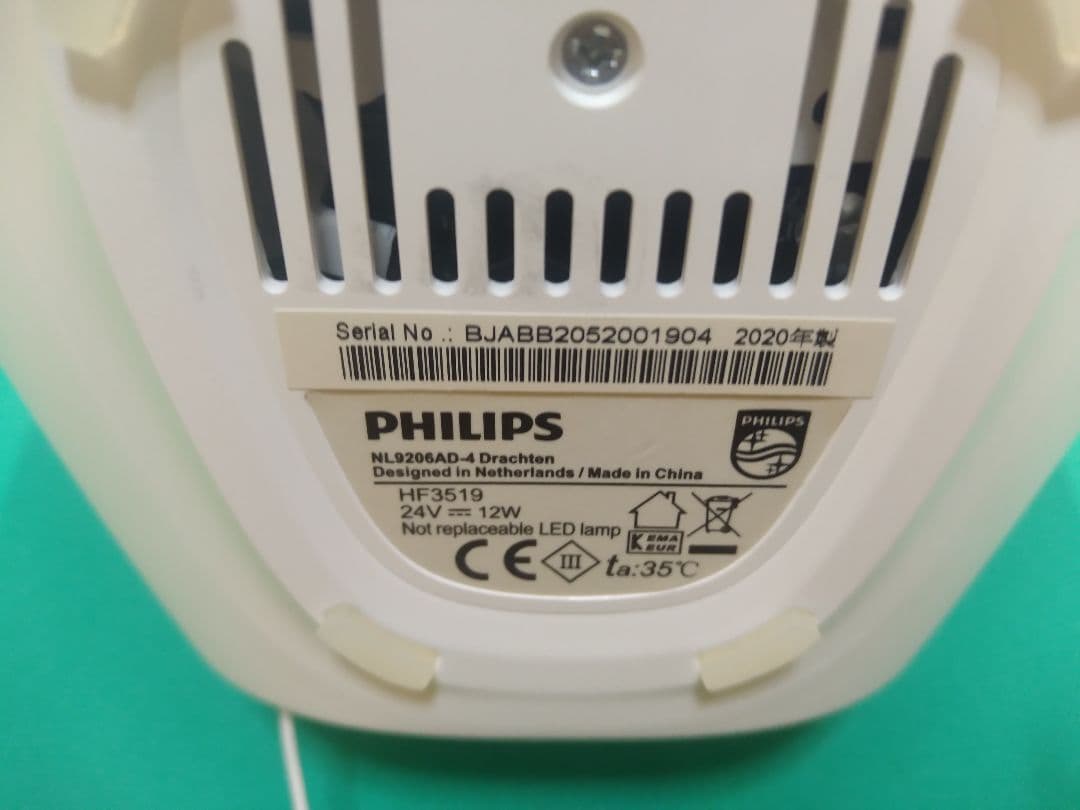 Serial No .: BJABB2052001904 2020年製
PHILIPS
PHILIPS
NL9206AD-4 Drachten
Designed in Netherlands / Made in China
HF3519
24V ⎓ 12W
Not replaceable LED lamp
KEMA
EUR
CE III ta:35℃